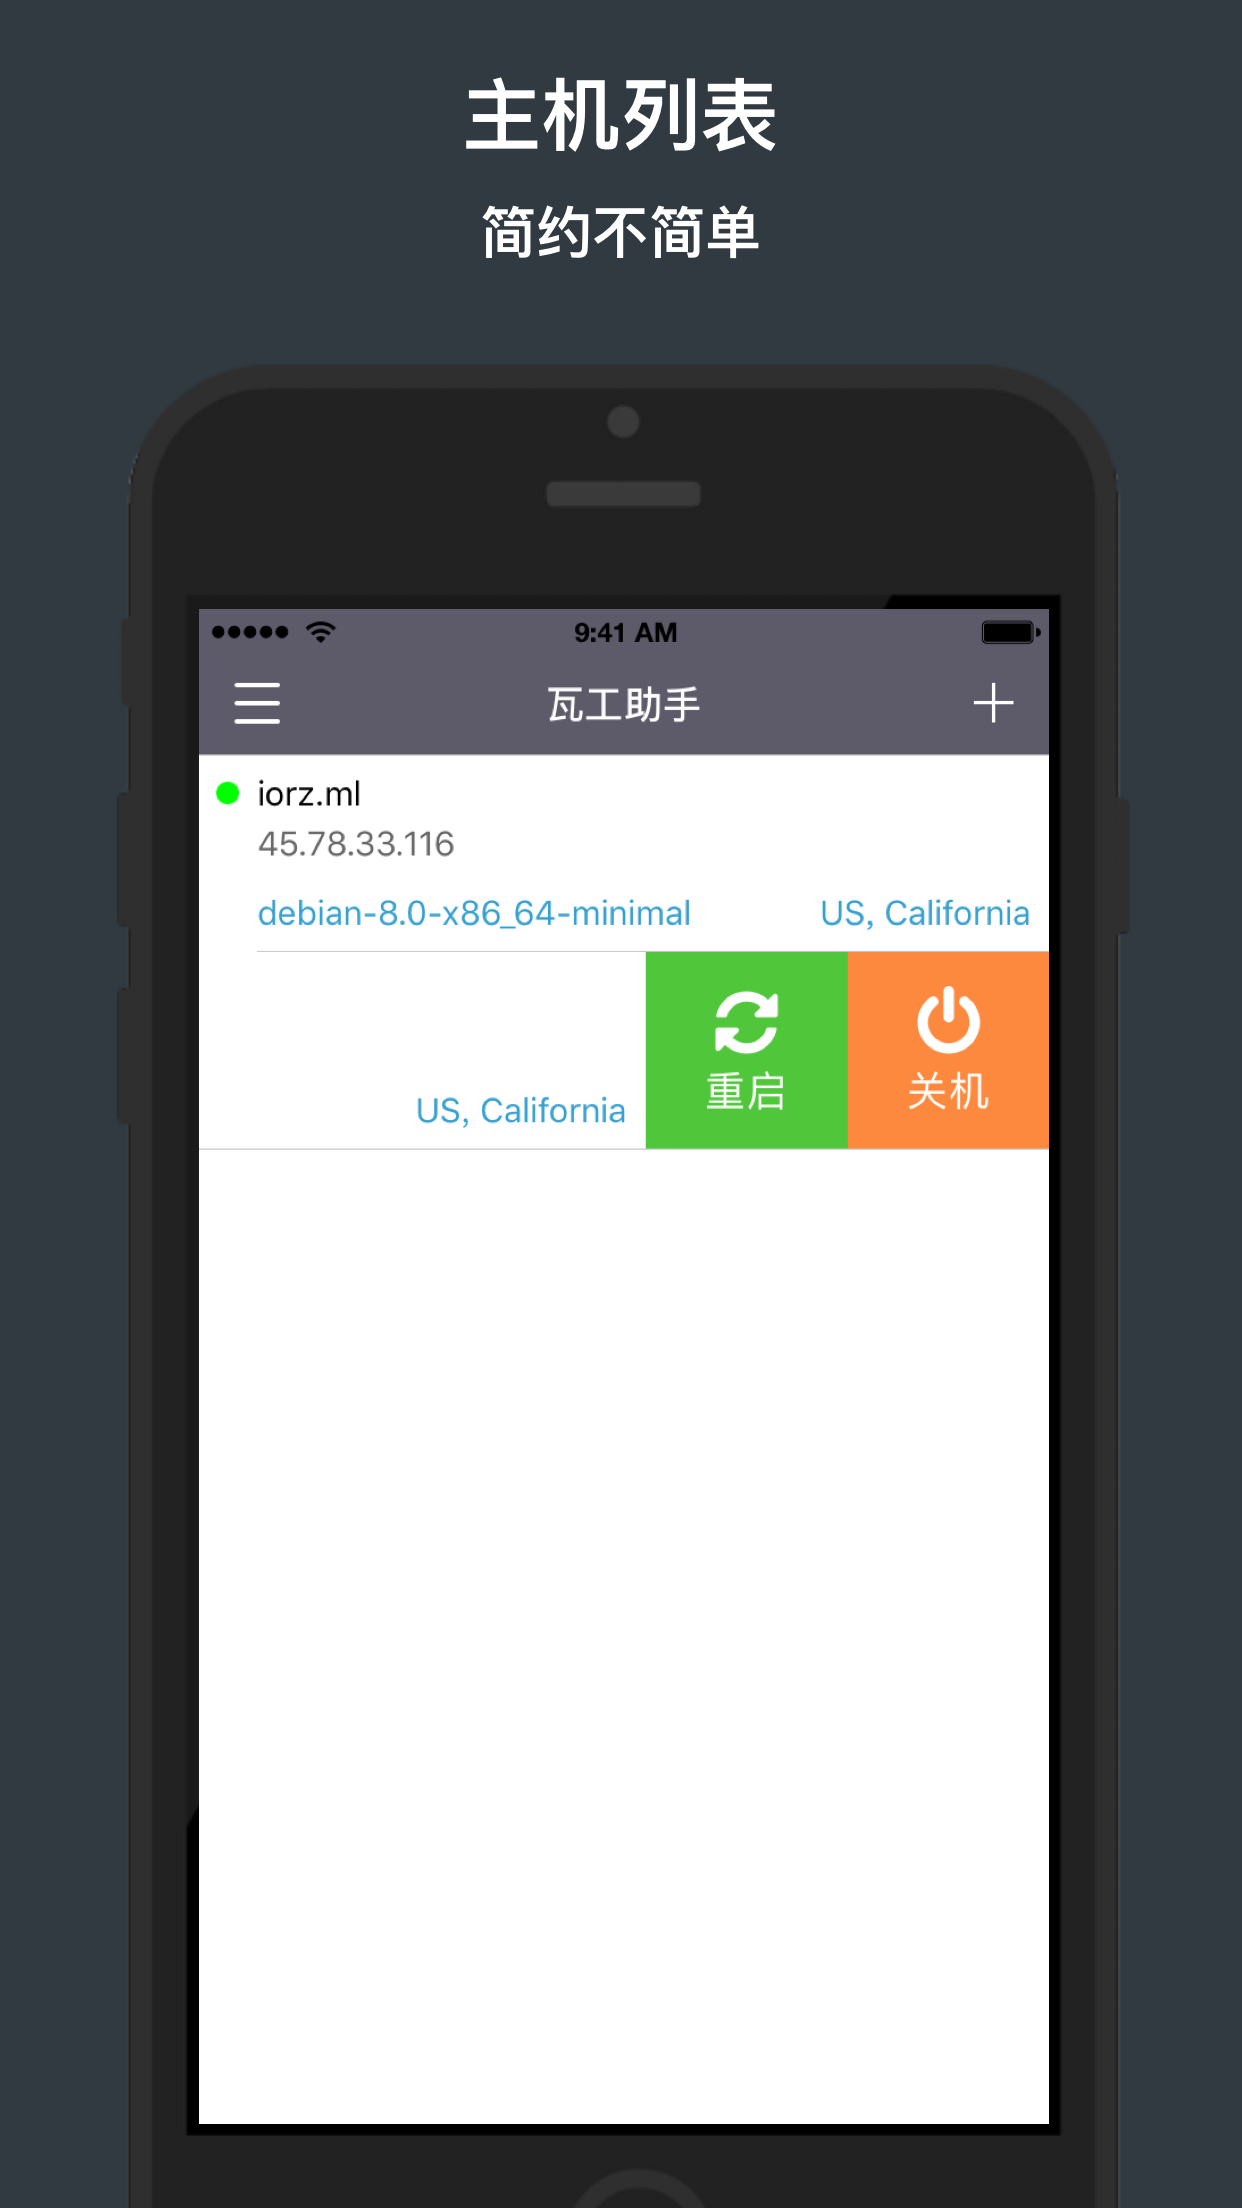 主机列表
简约不简单
9:41 AM
瓦工助手
iorz.ml
45.78.33.116
debian-8.0-x86_64-minimal US, California
US, California 重启 关机